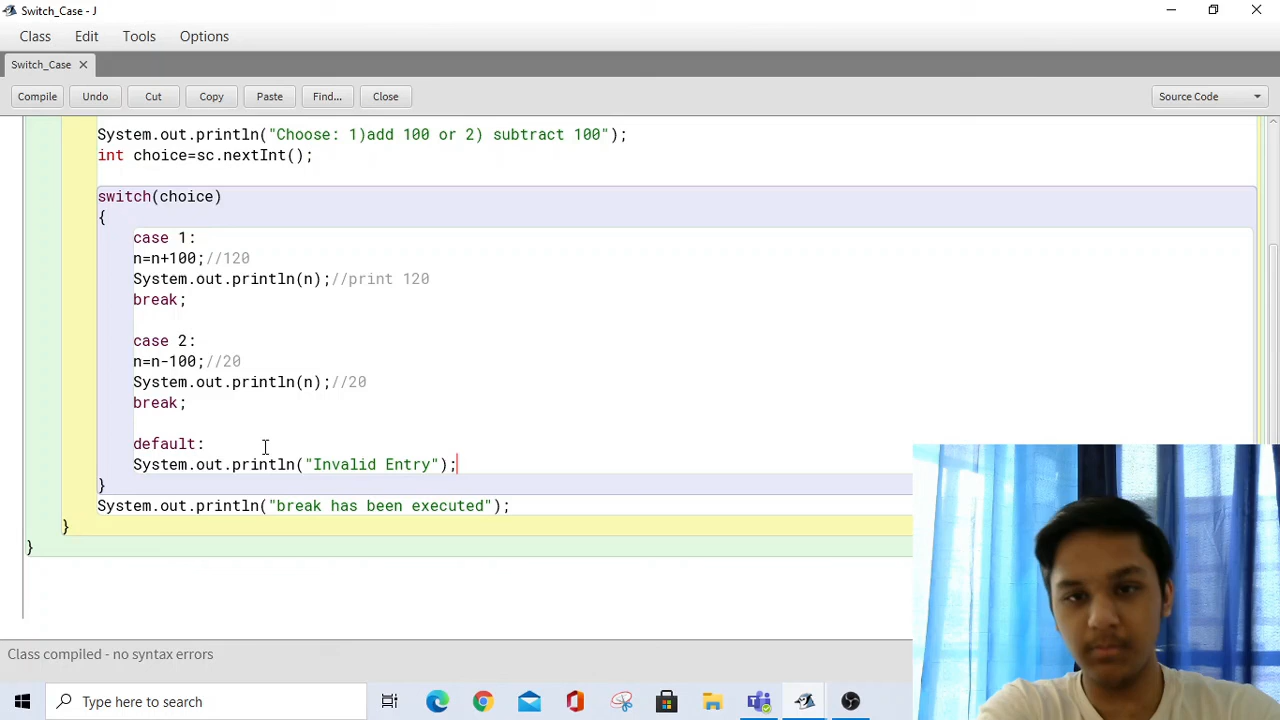 Switch_Case - J
Class Edit Tools Options
Switch_Case
Compile Undo Cut Copy Paste Find... Close Source Code
System.out.println("Choose: 1)add 100 or 2) subtract 100");
int choice=sc.nextInt();
switch(choice)
{
case 1:
n=n+100;//120
System.out.println(n);//print 120
break;
case 2:
n=n-100;//20
System.out.println(n);//20
break;
default:
System.out.println("Invalid Entry");
}
System.out.println("break has been executed");
}
}
Class compiled - no syntax errors
Type here to search